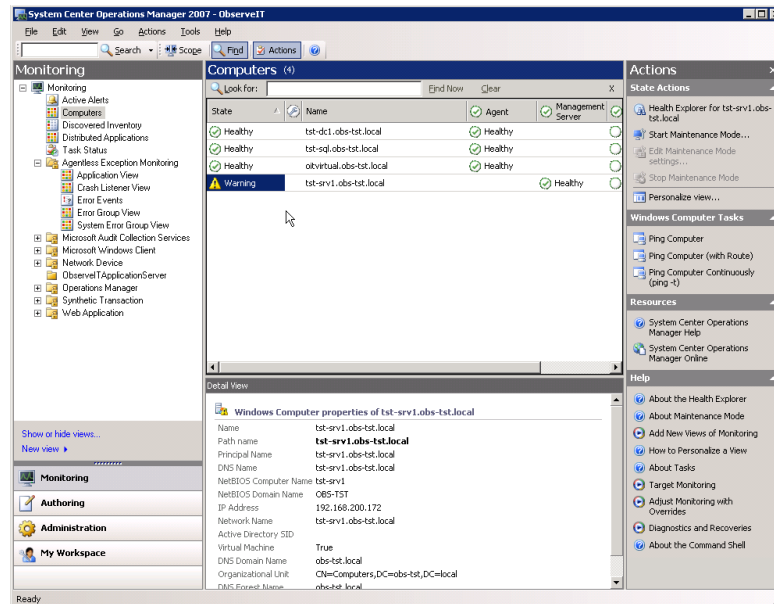 System Center Operations Manager 2007 - ObserveIT
File Edit View Go Actions Tools Help
Search Scope Find Actions
Monitoring
Monitoring
Active Alerts
Computers
Discovered Inventory
Distributed Applications
Task Status
Agentless Exception Monitoring
Application View
Crash Listener View
Error Events
Error Group View
System Error Group View
Microsoft Audit Collection Services
Microsoft Windows Client
Network Device
ObserveITApplicationServer
Operations Manager
Synthetic Transaction
Web Application
Show or hide views...
New view
Monitoring
Authoring
Administration
My Workspace
Computers (4)
Look for: Find Now Clear X
State Name Agent Management Server
Healthy tst-dc1.obs-tst.local Healthy
Healthy tst-sql.obs-tst.local Healthy
Healthy oitvirtual.obs-tst.local Healthy
Warning tst-srv1.obs-tst.local Healthy
Detail View
Windows Computer properties of tst-srv1.obs-tst.local
Name tst-srv1.obs-tst.local
Path name tst-srv1.obs-tst.local
Principal Name tst-srv1.obs-tst.local
DNS Name tst-srv1.obs-tst.local
NetBIOS Computer Name tst-srv1
NetBIOS Domain Name OBS-TST
IP Address 192.168.200.172
Network Name tst-srv1.obs-tst.local
Active Directory SID
Virtual Machine True
DNS Domain Name obs-tst.local
Organizational Unit CN=Computers,DC=obs-tst,DC=local
DNS Forest Name obs-tst.local
Actions
State Actions
Health Explorer for tst-srv1.obs-
tst.local
Start Maintenance Mode...
Edit Maintenance Mode
settings...
Stop Maintenance Mode
Personalize view...
Windows Computer Tasks
Ping Computer
Ping Computer (with Route)
Ping Computer Continuously
(ping -t)
Resources
System Center Operations
Manager Help
System Center Operations
Manager Online
Help
About the Health Explorer
About Maintenance Mode
Add New Views of Monitoring
How to Personalize a View
About Tasks
Target Monitoring
Adjust Monitoring with
Overrides
Diagnostics and Recoveries
About the Command Shell
Ready